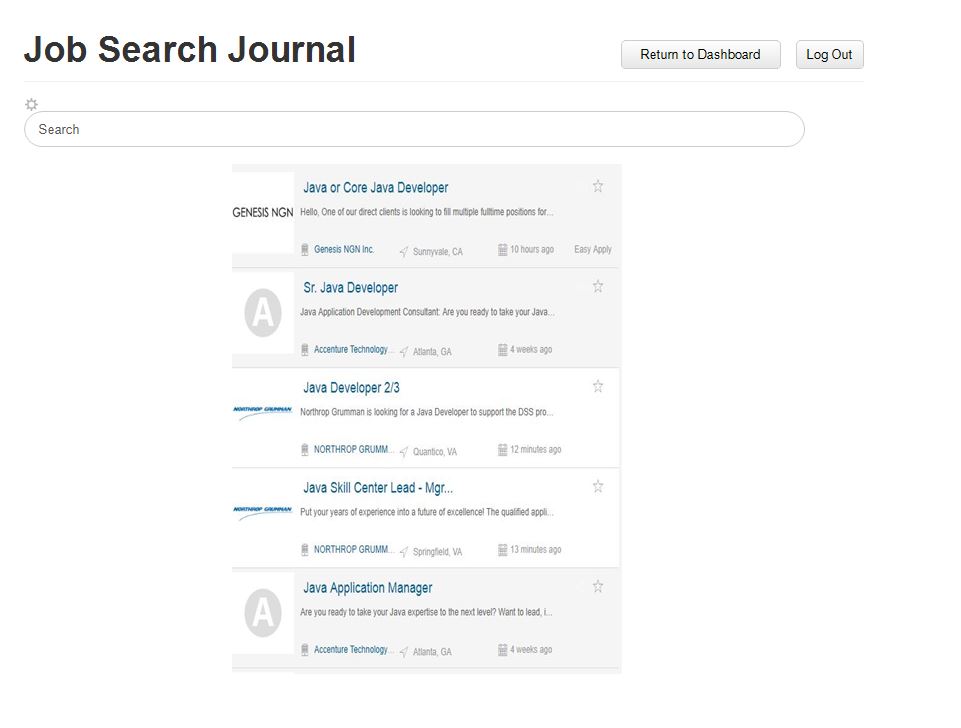 Job Search Journal
Return to Dashboard
Log Out
Search
Java or Core Java Developer
GENESIS NGN
Hello, One of our direct clients is looking to fill multiple fulltime positions for...
Genesis NGN Inc. Sunnyvale, CA 10 hours ago Easy Apply
Sr. Java Developer
A
Java Application Development Consultant: Are you ready to take your Java...
Accenture Technology... Atlanta, GA 4 weeks ago
Java Developer 2/3
NORTHROP GRUMMAN
Northrop Grumman is looking for a Java Developer to support the DSS pro...
NORTHROP GRUMM... Quantico, VA 12 minutes ago
Java Skill Center Lead - Mgr...
NORTHROP GRUMMAN
Put your years of experience into a future of excellence! The qualified appli...
NORTHROP GRUMM... Springfield, VA 13 minutes ago
Java Application Manager
A
Are you ready to take your Java expertise to the next level? Want to lead, i...
Accenture Technology... Atlanta, GA 4 weeks ago